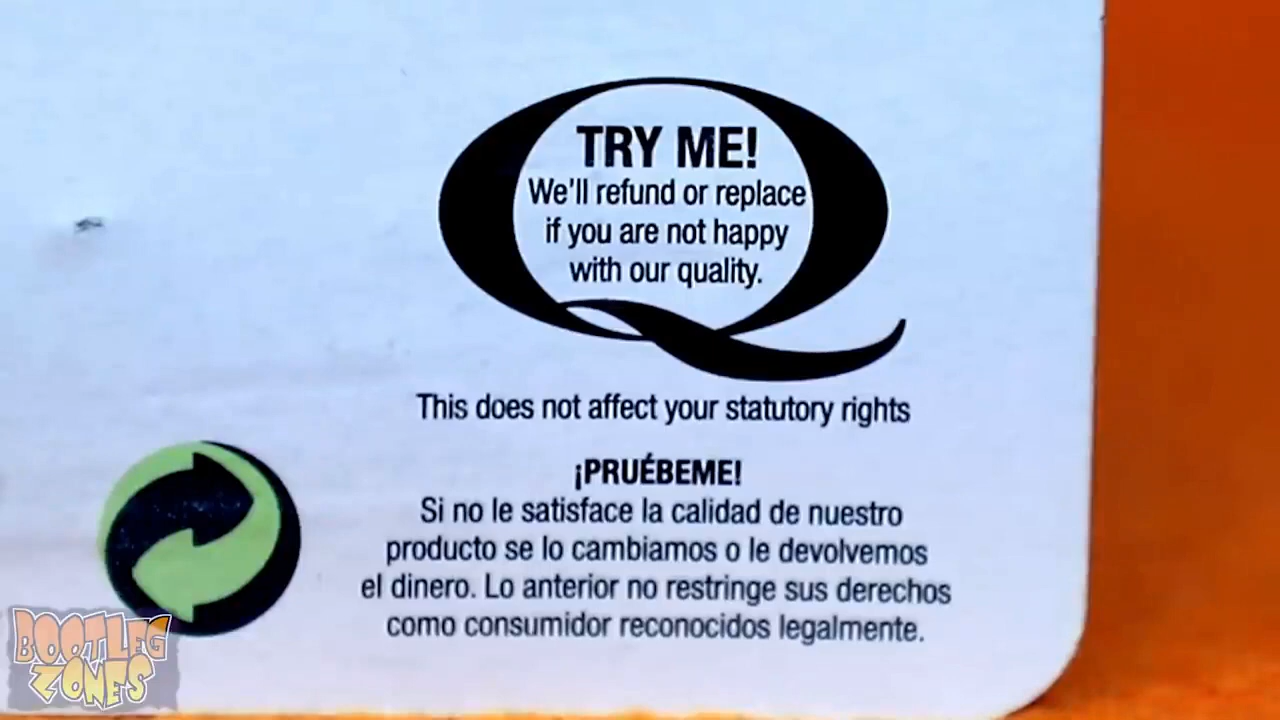 TRY ME!
We'll refund or replace
if you are not happy
with our quality.
This does not affect your statutory rights
¡PRUÉBEME!
Si no le satisface la calidad de nuestro
producto se lo cambiamos o le devolvemos
el dinero. Lo anterior no restringe sus derechos
como consumidor reconocidos legalmente.
BOOTLEG
ZONES